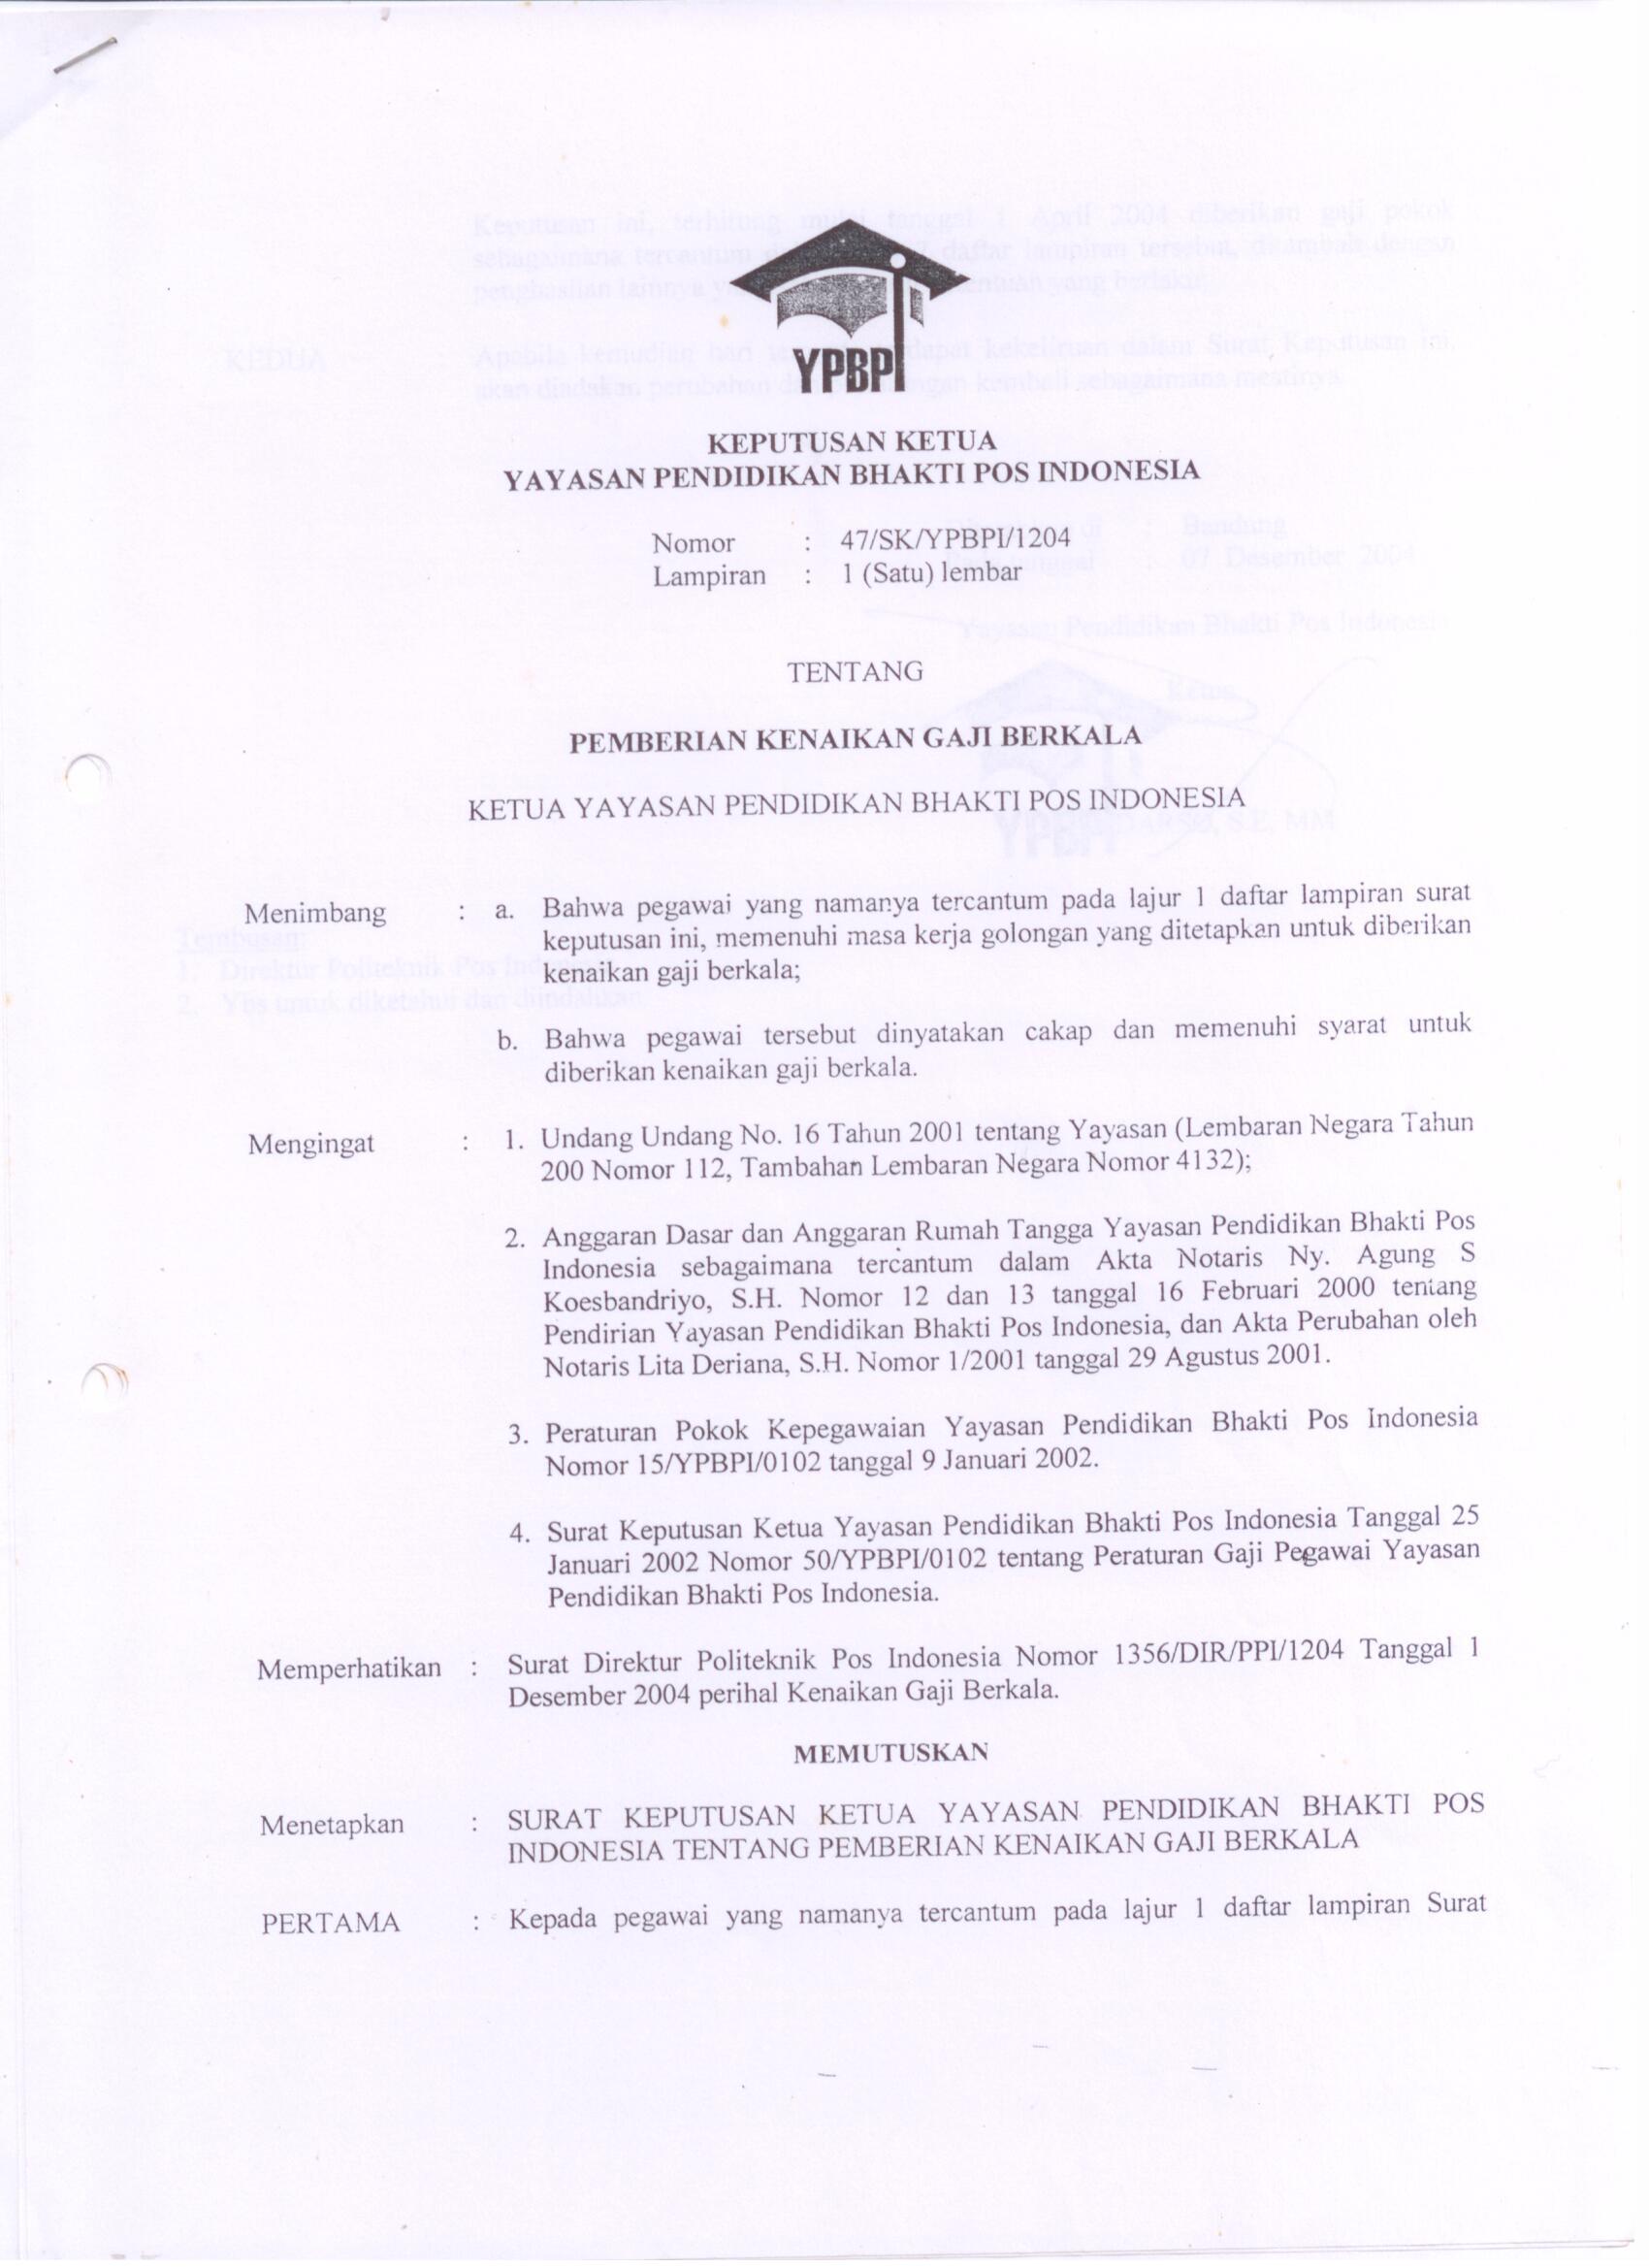 YPBPI
KEPUTUSAN KETUA
YAYASAN PENDIDIKAN BHAKTI POS INDONESIA
Nomor : 47/SK/YPBPI/1204
Lampiran : 1 (Satu) lembar
TENTANG
PEMBERIAN KENAIKAN GAJI BERKALA
KETUA YAYASAN PENDIDIKAN BHAKTI POS INDONESIA
Menimbang : a. Bahwa pegawai yang namanya tercantum pada lajur 1 daftar lampiran surat
keputusan ini, memenuhi masa kerja golongan yang ditetapkan untuk diberikan
kenaikan gaji berkala;
b. Bahwa pegawai tersebut dinyatakan cakap dan memenuhi syarat untuk
diberikan kenaikan gaji berkala.
Mengingat : 1. Undang Undang No. 16 Tahun 2001 tentang Yayasan (Lembaran Negara Tahun
200 Nomor 112, Tambahan Lembaran Negara Nomor 4132);
2. Anggaran Dasar dan Anggaran Rumah Tangga Yayasan Pendidikan Bhakti Pos
Indonesia sebagaimana tercantum dalam Akta Notaris Ny. Agung S
Koesbandriyo, S.H. Nomor 12 dan 13 tanggal 16 Februari 2000 tentang
Pendirian Yayasan Pendidikan Bhakti Pos Indonesia, dan Akta Perubahan oleh
Notaris Lita Deriana, S.H. Nomor 1/2001 tanggal 29 Agustus 2001.
3. Peraturan Pokok Kepegawaian Yayasan Pendidikan Bhakti Pos Indonesia
Nomor 15/YPBPI/0102 tanggal 9 Januari 2002.
4. Surat Keputusan Ketua Yayasan Pendidikan Bhakti Pos Indonesia Tanggal 25
Januari 2002 Nomor 50/YPBPI/0102 tentang Peraturan Gaji Pegawai Yayasan
Pendidikan Bhakti Pos Indonesia.
Memperhatikan : Surat Direktur Politeknik Pos Indonesia Nomor 1356/DIR/PPI/1204 Tanggal 1
Desember 2004 perihal Kenaikan Gaji Berkala.
MEMUTUSKAN
Menetapkan : SURAT KEPUTUSAN KETUA YAYASAN PENDIDIKAN BHAKTI POS
INDONESIA TENTANG PEMBERIAN KENAIKAN GAJI BERKALA
PERTAMA : Kepada pegawai yang namanya tercantum pada lajur 1 daftar lampiran Surat